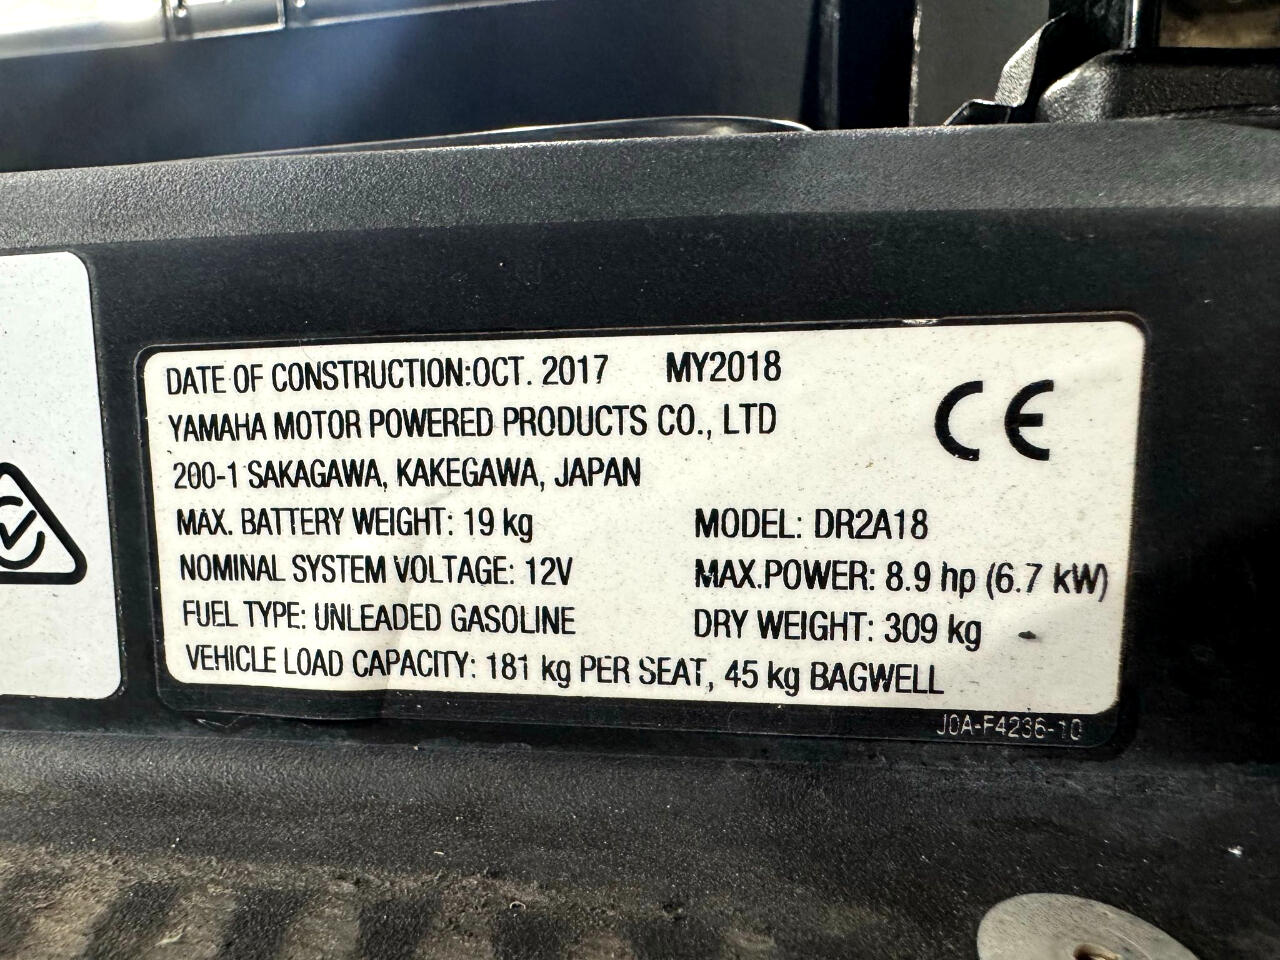 DATE OF CONSTRUCTION:OCT. 2017 MY2018
YAMAHA MOTOR POWERED PRODUCTS CO., LTD
200-1 SAKAGAWA, KAKEGAWA, JAPAN
CE
MAX. BATTERY WEIGHT: 19 kg MODEL: DR2A18
NOMINAL SYSTEM VOLTAGE: 12V MAX.POWER: 8.9 hp (6.7 kW)
FUEL TYPE: UNLEADED GASOLINE DRY WEIGHT: 309 kg
VEHICLE LOAD CAPACITY: 181 kg PER SEAT, 45 kg BAGWELL
J0A-F4236-10